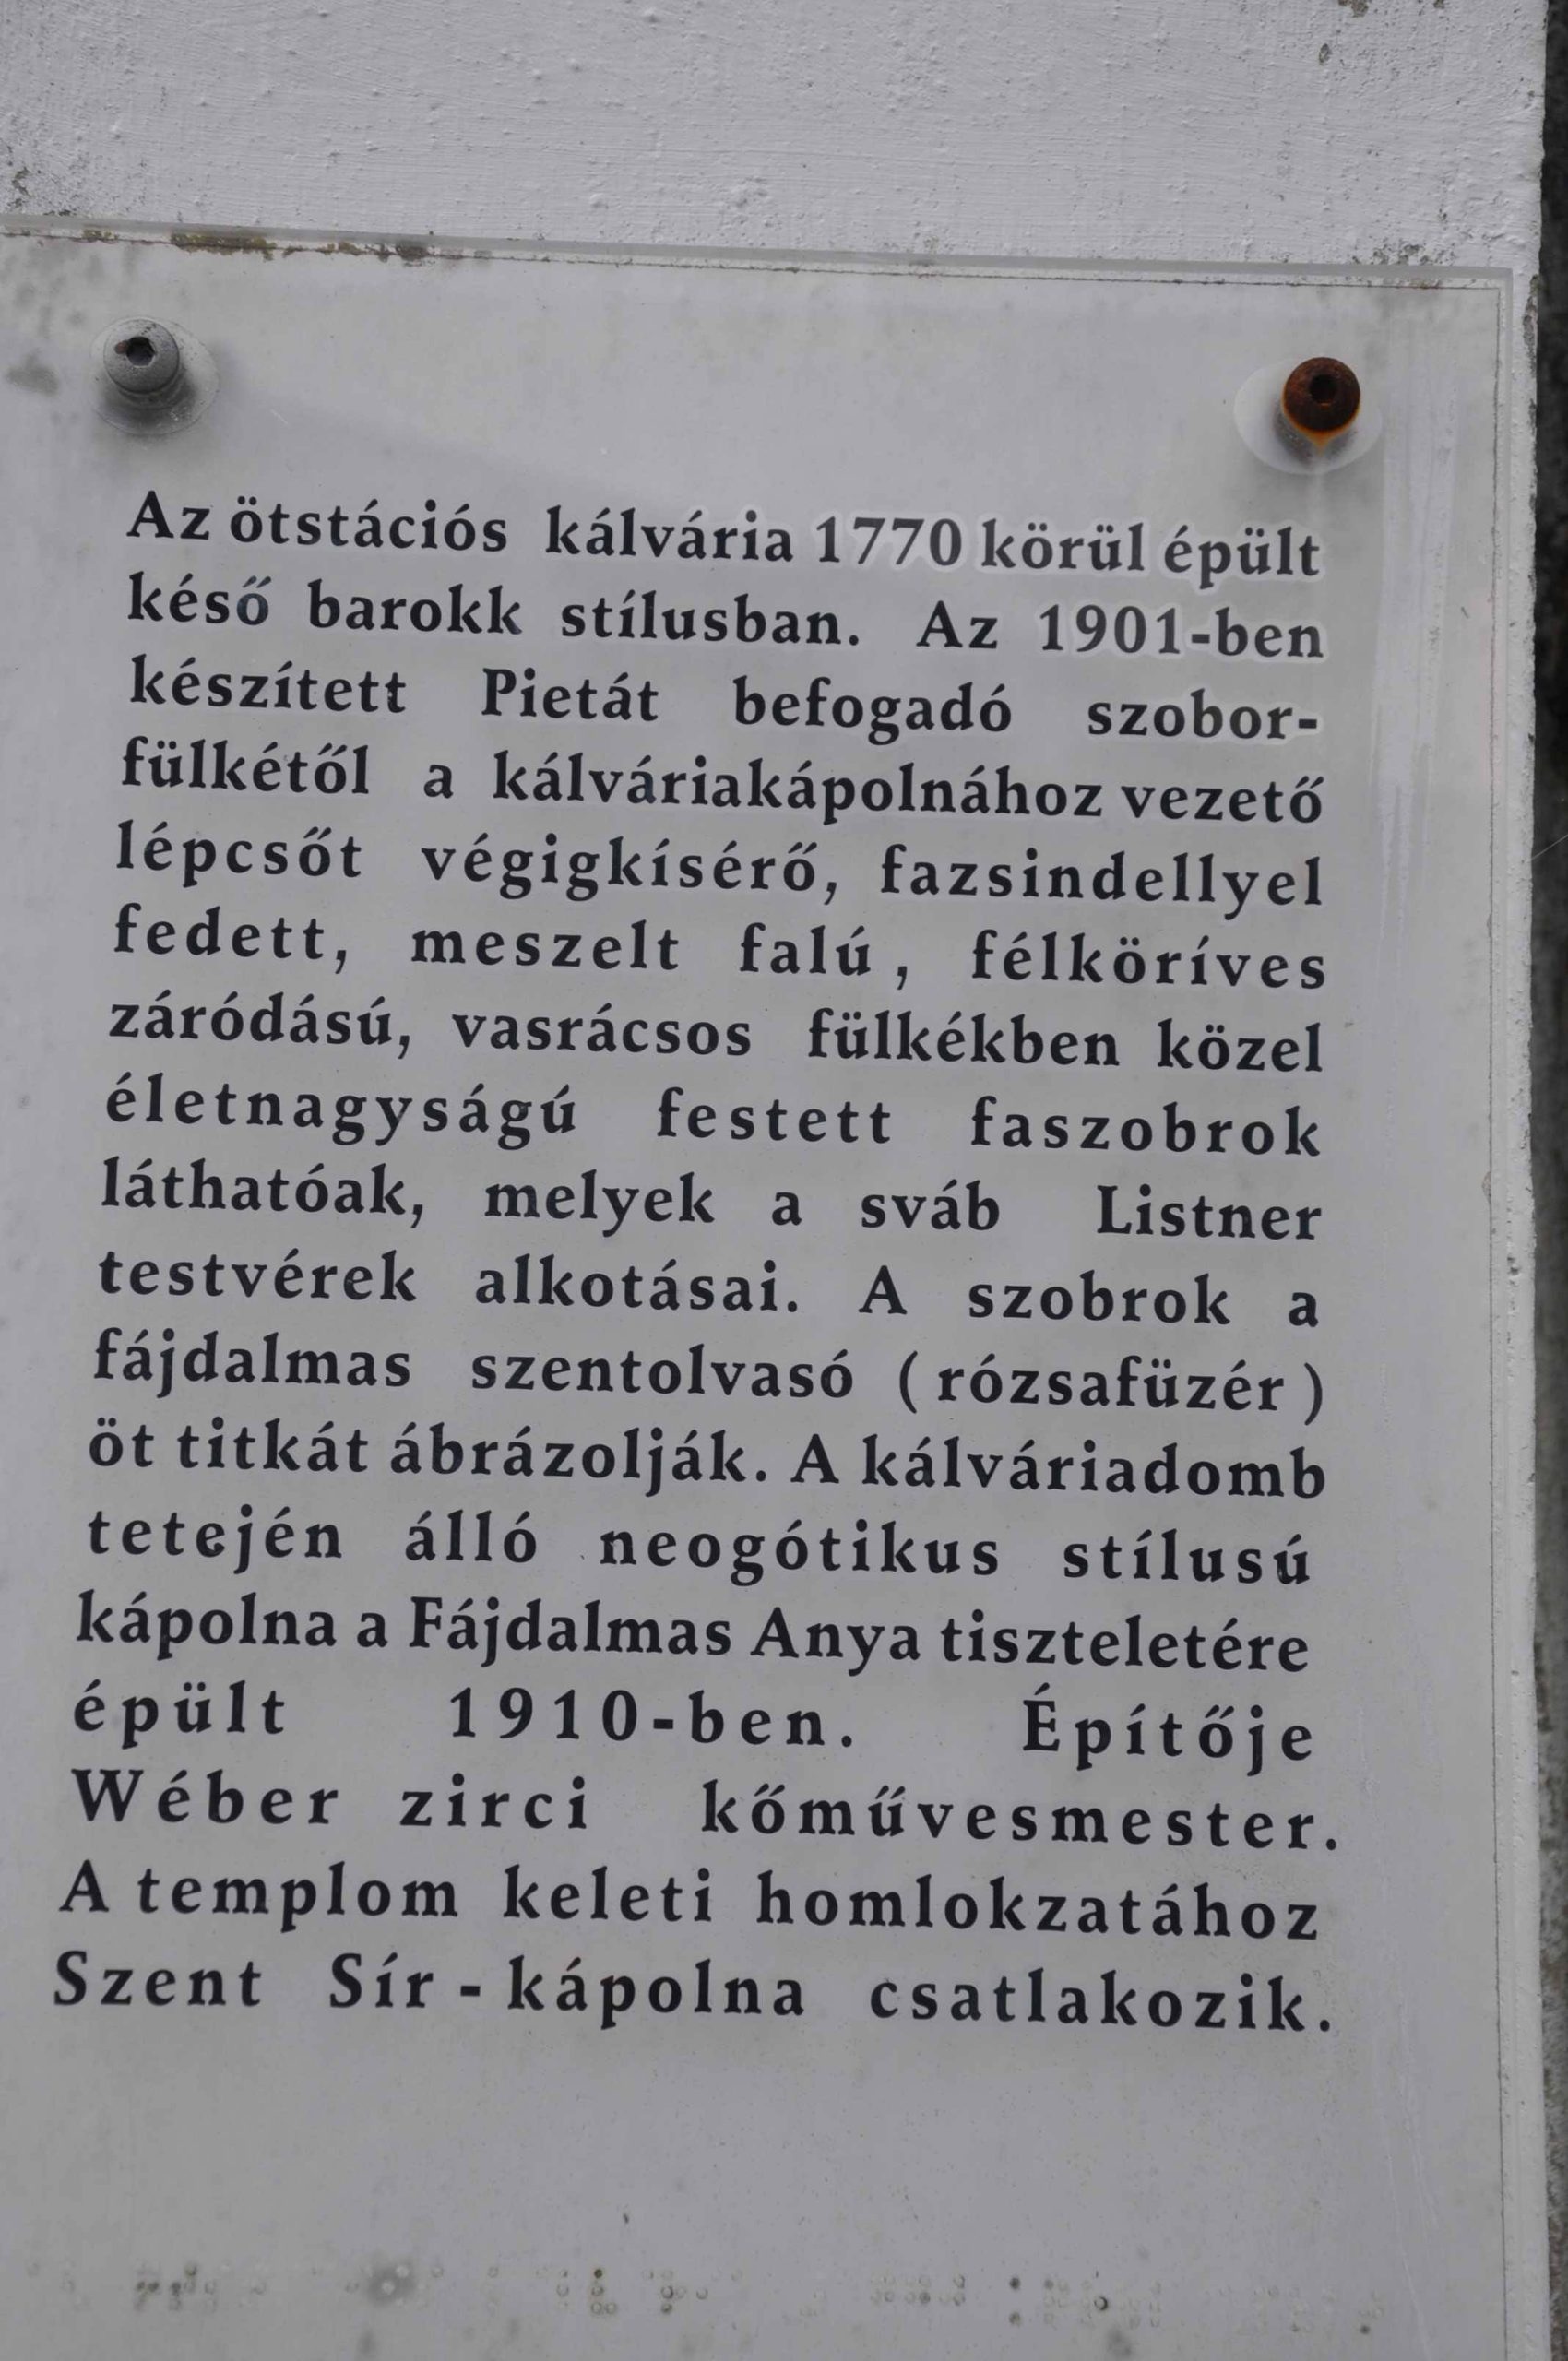 Az ötstációs kálvária 1770 körül épült
késő barokk stílusban. Az 1901-ben
készített Pietát befogadó szobor-
fülkétől a kálváriakápolnához vezető
lépcsőt végigkísérő, fazsindellyel
fedett, meszelt falú, félköríves
záródású, vasrácsos fülkékben közel
életnagyságú festett faszobrok
láthatóak, melyek a sváb Listner
testvérek alkotásai. A szobrok a
fájdalmas szentolvasó (rózsafüzér)
öt titkát ábrázolják. A kálváriadomb
tetején álló neogótikus stílusú
kápolna a Fájdalmas Anya tiszteletére
épült 1910-ben. Építője
Wéber zirci kőművesmester.
A templom keleti homlokzatához
Szent Sír - kápolna csatlakozik.